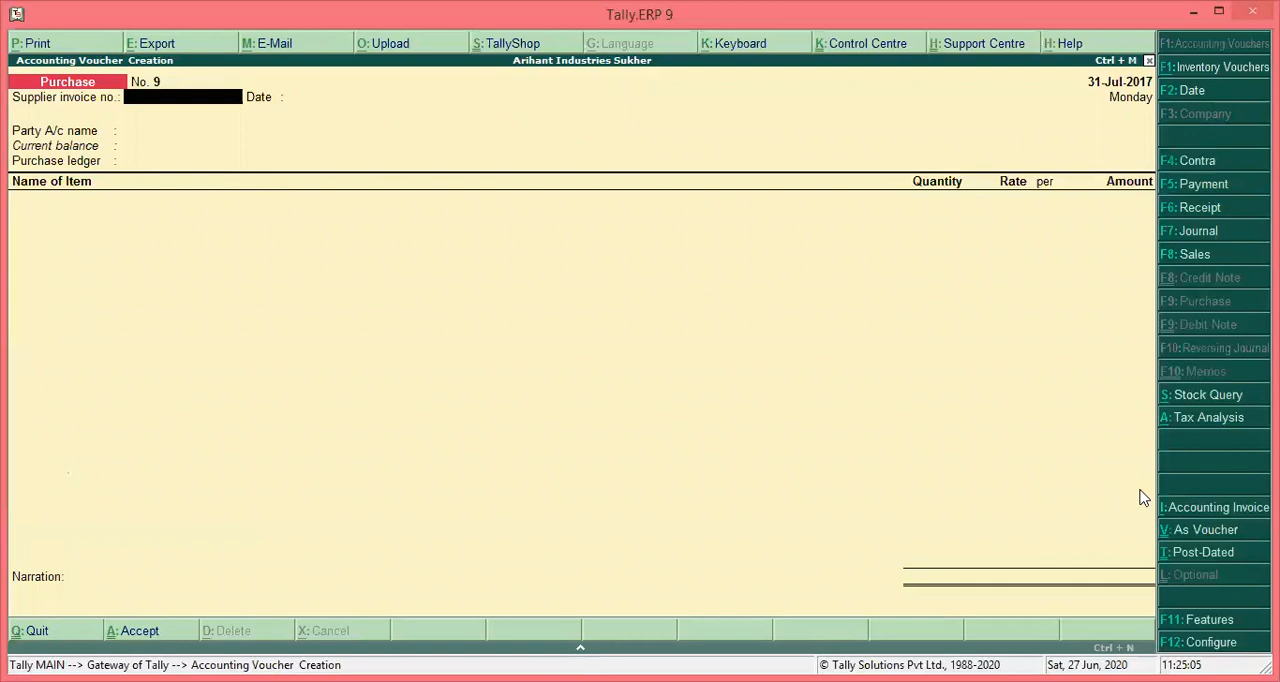 Tally.ERP 9
P: Print E: Export M: E-Mail O: Upload S: TallyShop G: Language K: Keyboard K: Control Centre H: Support Centre H: Help
Accounting Voucher Creation Arihant Industries Sukher Ctrl + M
Purchase No. 9 31-Jul-2017
Supplier invoice no.: Date : Monday
Party A/c name :
Current balance :
Purchase ledger :
Name of Item Quantity Rate per Amount
Narration:
F1: Accounting Vouchers
F1: Inventory Vouchers
F2: Date
F3: Company
F4: Contra
F5: Payment
F6: Receipt
F7: Journal
F8: Sales
F8: Credit Note
F9: Purchase
F9: Debit Note
F10: Reversing Journal
F10: Memos
S: Stock Query
A: Tax Analysis
I: Accounting Invoice
V: As Voucher
T: Post-Dated
L: Optional
F11: Features
F12: Configure
Q: Quit A: Accept D: Delete X: Cancel
Ctrl + N
Tally MAIN --> Gateway of Tally --> Accounting Voucher Creation © Tally Solutions Pvt Ltd., 1988-2020 Sat, 27 Jun, 2020 11:25:05